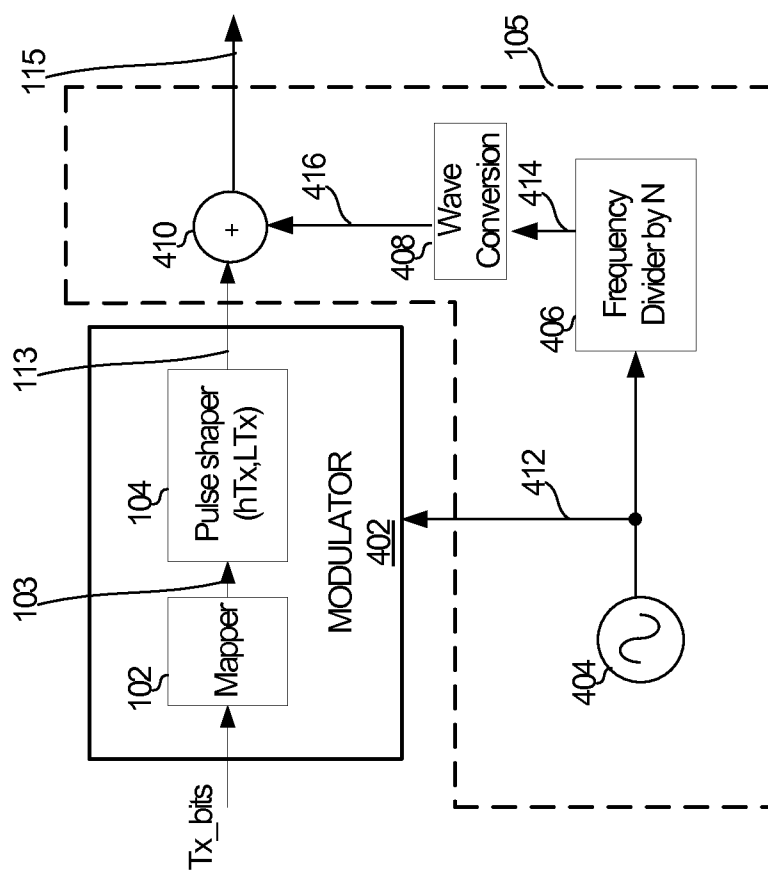 Tx_bits
102
Mapper
103
104
Pulse shaper
(hTx,LTx)
113
MODULATOR
402
410
+
115
416
408
Wave
Conversion
414
105
406
Frequency
Divider by N
412
404